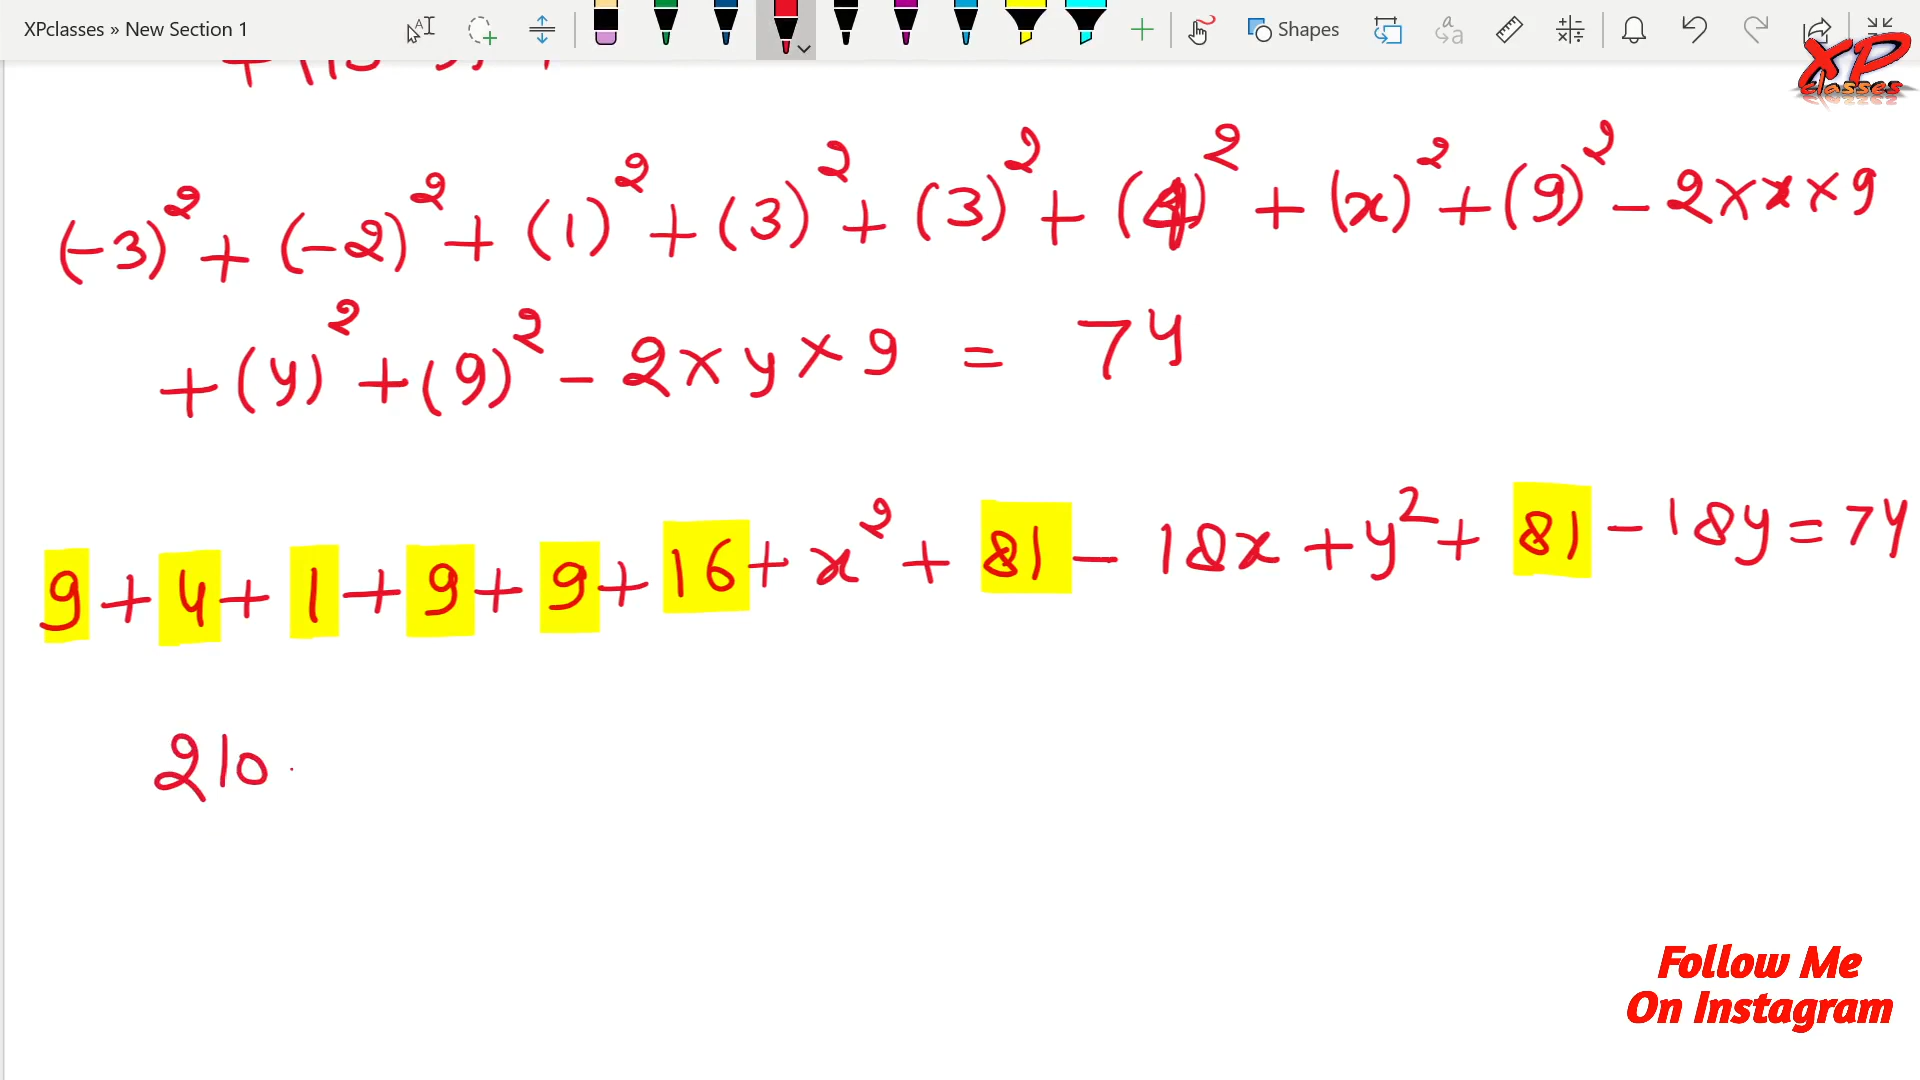 XPclasses » New Section 1
Shapes
XP
classes
(-3)² + (-2)² + (1)² + (3)² + (3)² + (4)² + (x)² + (9)² - 2 × x × 9
+ (y)² + (9)² - 2 × y × 9 = 74
9 + 4 + 1 + 9 + 9 + 16 + x² + 81 - 18x + y² + 81 - 18y = 74
210
Follow Me
On Instagram